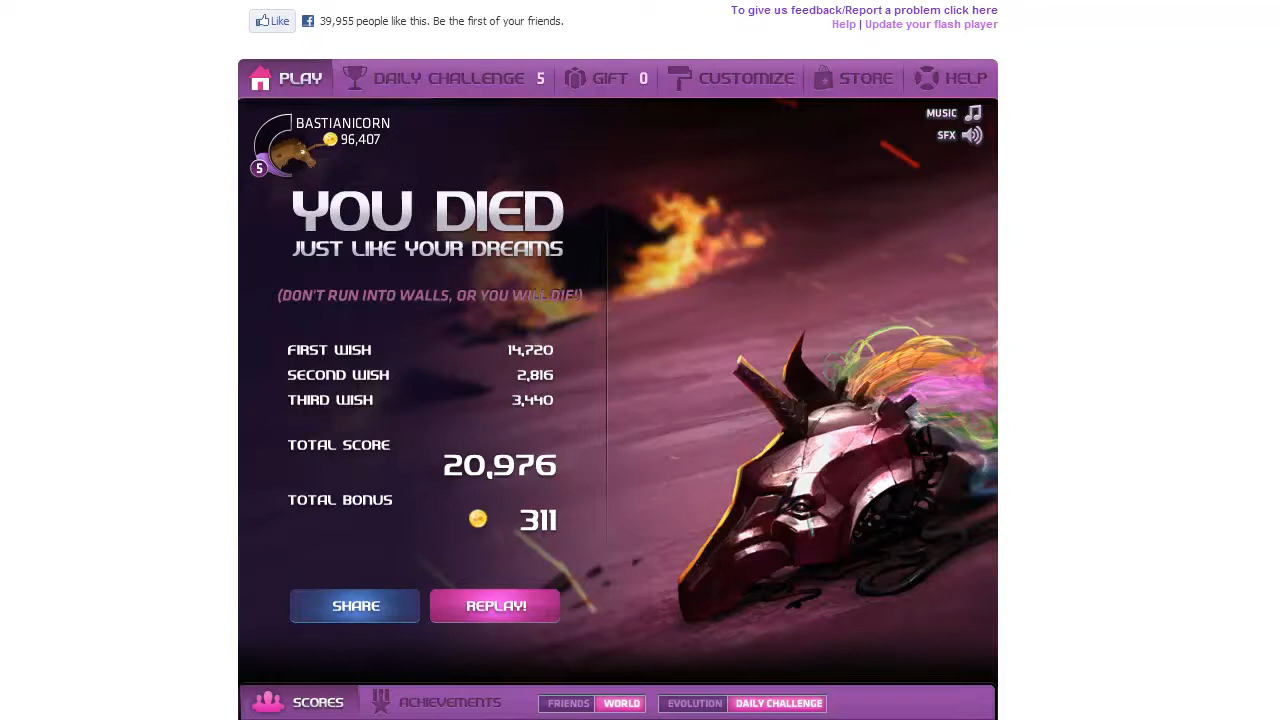 Like 39,955 people like this. Be the first of your friends.
To give us feedback/Report a problem click here
Help | Update your flash player
PLAY DAILY CHALLENGE 5 GIFT 0 CUSTOMIZE STORE HELP
BASTIANICORN
96,407
5
MUSIC
SFX
YOU DIED
JUST LIKE YOUR DREAMS
(DON'T RUN INTO WALLS, OR YOU WILL DIE!)
FIRST WISH 14,720
SECOND WISH 2,816
THIRD WISH 3,440
TOTAL SCORE
20,976
TOTAL BONUS
311
SHARE REPLAY!
SCORES ACHIEVEMENTS FRIENDS WORLD EVOLUTION DAILY CHALLENGE